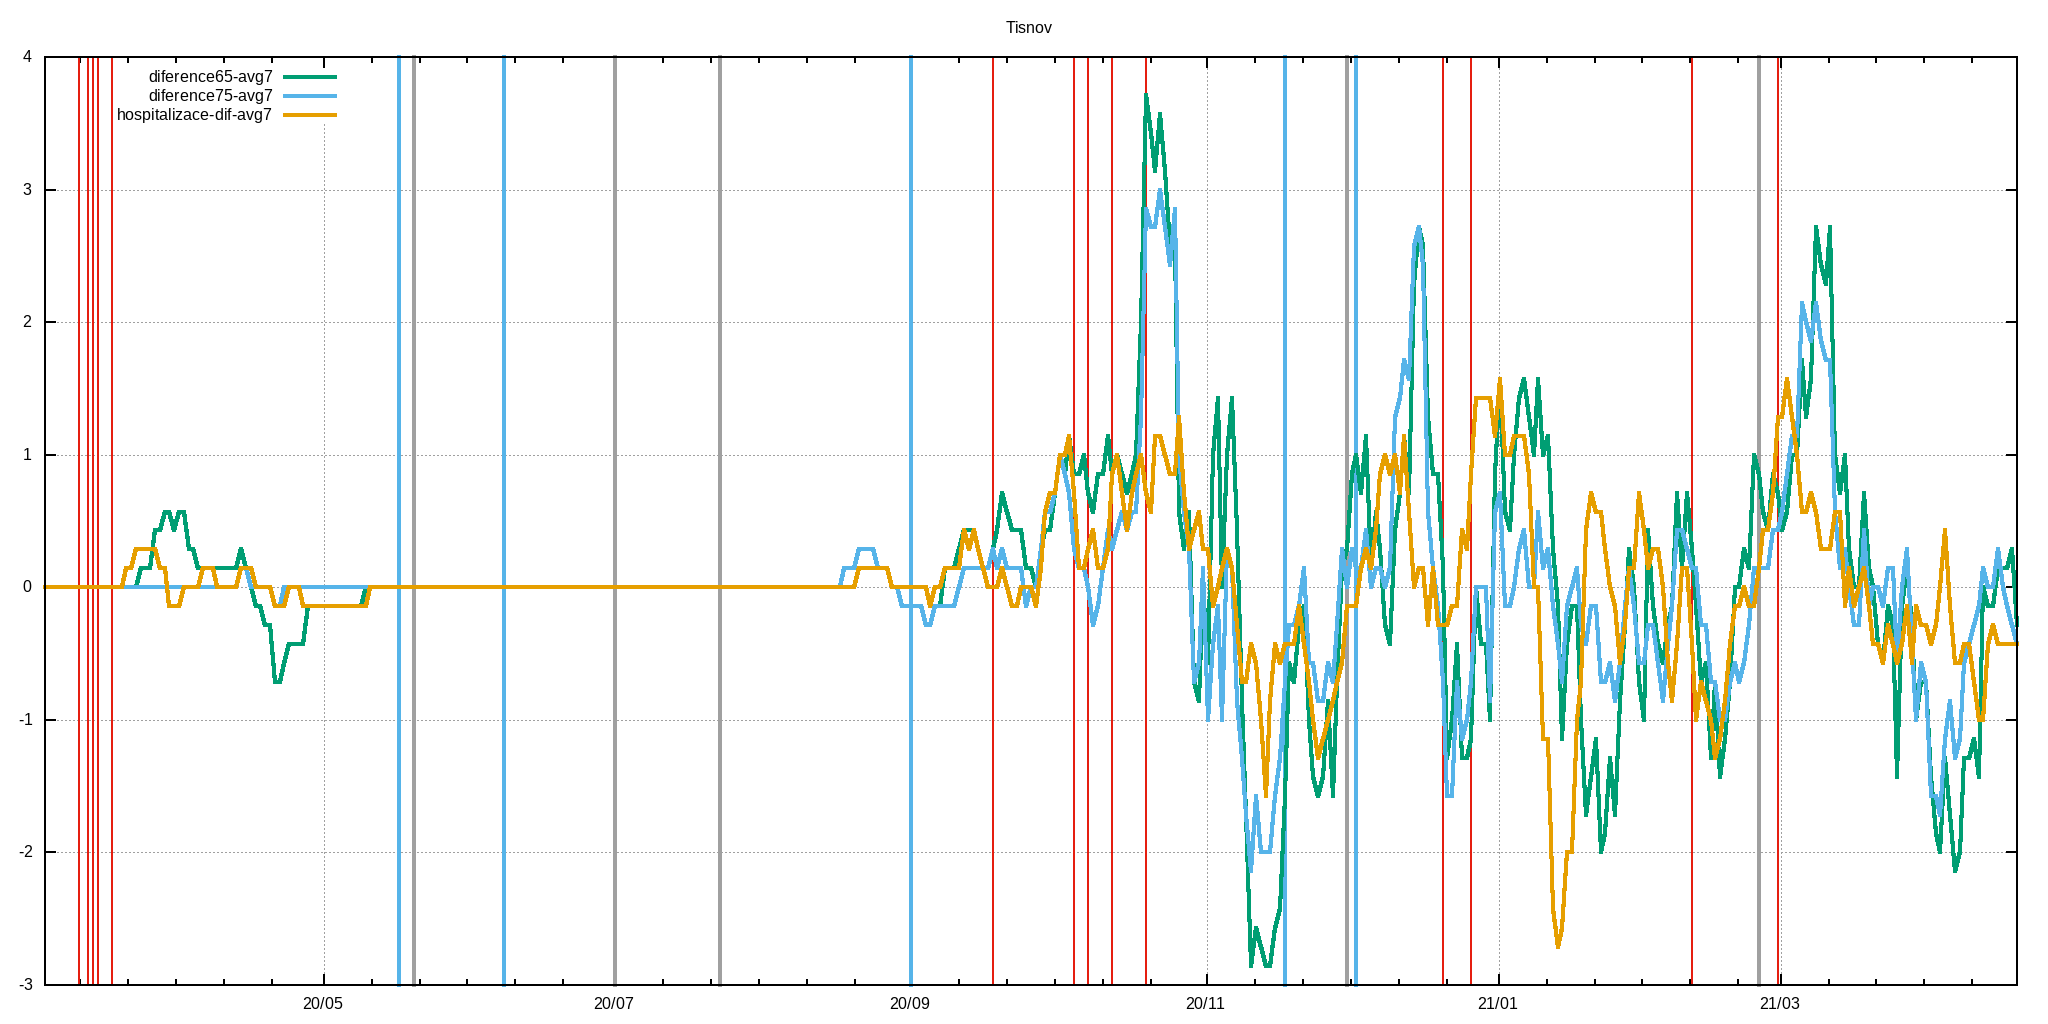 Tisnov
diference65-avg7
diference75-avg7
hospitalizace-dif-avg7
4
3
2
1
0
-1
-2
-3
20/05 20/07 20/09 20/11 21/01 21/03